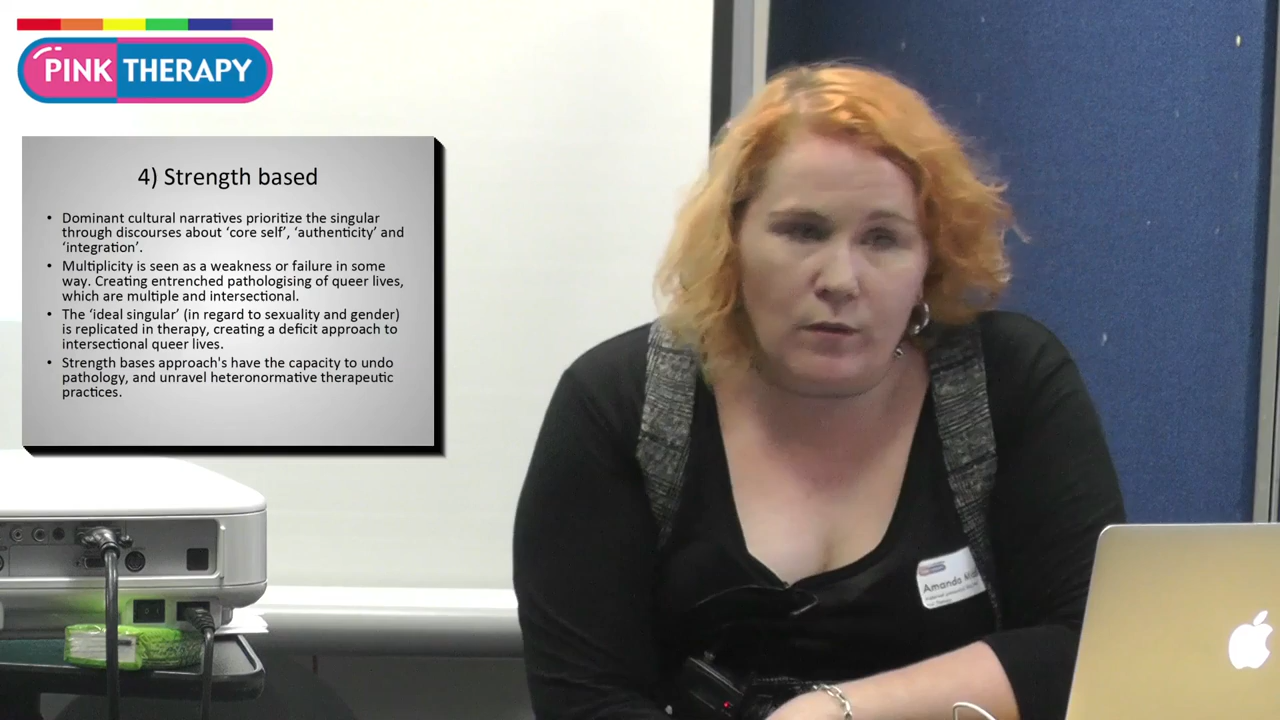 PINK THERAPY
4) Strength based
• Dominant cultural narratives prioritize the singular
through discourses about ‘core self’, ‘authenticity’ and
‘integration’.
• Multiplicity is seen as a weakness or failure in some
way. Creating entrenched pathologising of queer lives,
which are multiple and intersectional.
• The ‘ideal singular’ (in regard to sexuality and gender)
is replicated in therapy, creating a deficit approach to
intersectional queer lives.
• Strength bases approach's have the capacity to undo
pathology, and unravel heteronormative therapeutic
practices.
Amanda